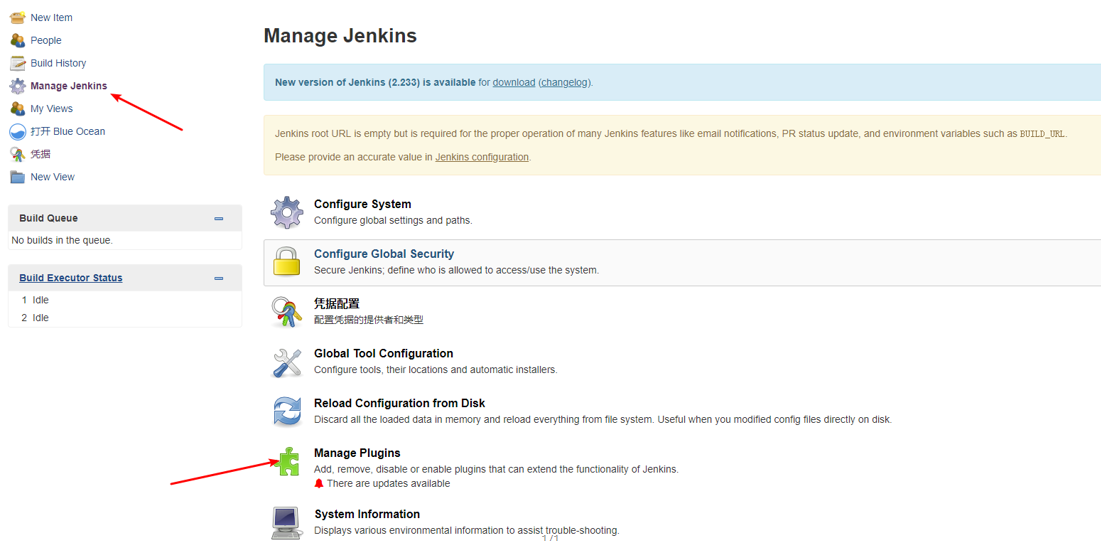 New Item
People
Build History
Manage Jenkins
My Views
打开 Blue Ocean
凭据
New View
Build Queue
No builds in the queue.
Build Executor Status
1 Idle
2 Idle
Manage Jenkins
New version of Jenkins (2.233) is available for download (changelog).
Jenkins root URL is empty but is required for the proper operation of many Jenkins features like email notifications, PR status update, and environment variables such as BUILD_URL.
Please provide an accurate value in Jenkins configuration.
Configure System
Configure global settings and paths.
Configure Global Security
Secure Jenkins; define who is allowed to access/use the system.
凭据配置
配置凭据的提供者和类型
Global Tool Configuration
Configure tools, their locations and automatic installers.
Reload Configuration from Disk
Discard all the loaded data in memory and reload everything from file system. Useful when you modified config files directly on disk.
Manage Plugins
Add, remove, disable or enable plugins that can extend the functionality of Jenkins.
There are updates available
System Information
Displays various environmental information to assist trouble-shooting.
1/1